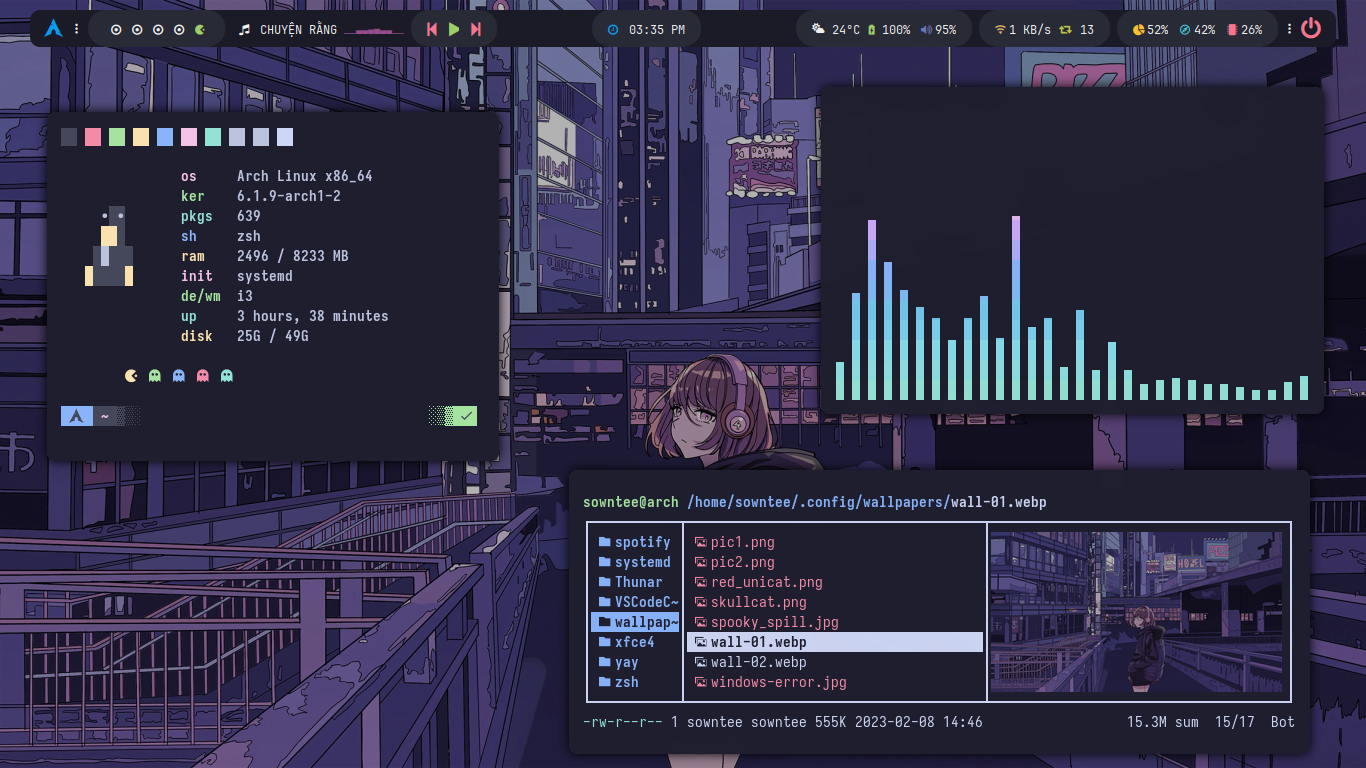 CHUYỆN RẰNG
03:35 PM
24°C 100% 95%
1 KB/s 13
52% 42% 26%
os Arch Linux x86_64
ker 6.1.9-arch1-2
pkgs 639
sh zsh
ram 2496 / 8233 MB
init systemd
de/wm i3
up 3 hours, 38 minutes
disk 25G / 49G
~
PARKING
あ
sowntee@arch /home/sowntee/.config/wallpapers/wall-01.webp
spotify
systemd
Thunar
VSCodeC~
wallpap~
xfce4
yay
zsh
pic1.png
pic2.png
red_unicat.png
skullcat.png
spooky_spill.jpg
wall-01.webp
wall-02.webp
windows-error.jpg
HOTEL
-rw-r--r-- 1 sowntee sowntee 555K 2023-02-08 14:46
15.3M sum 15/17 Bot